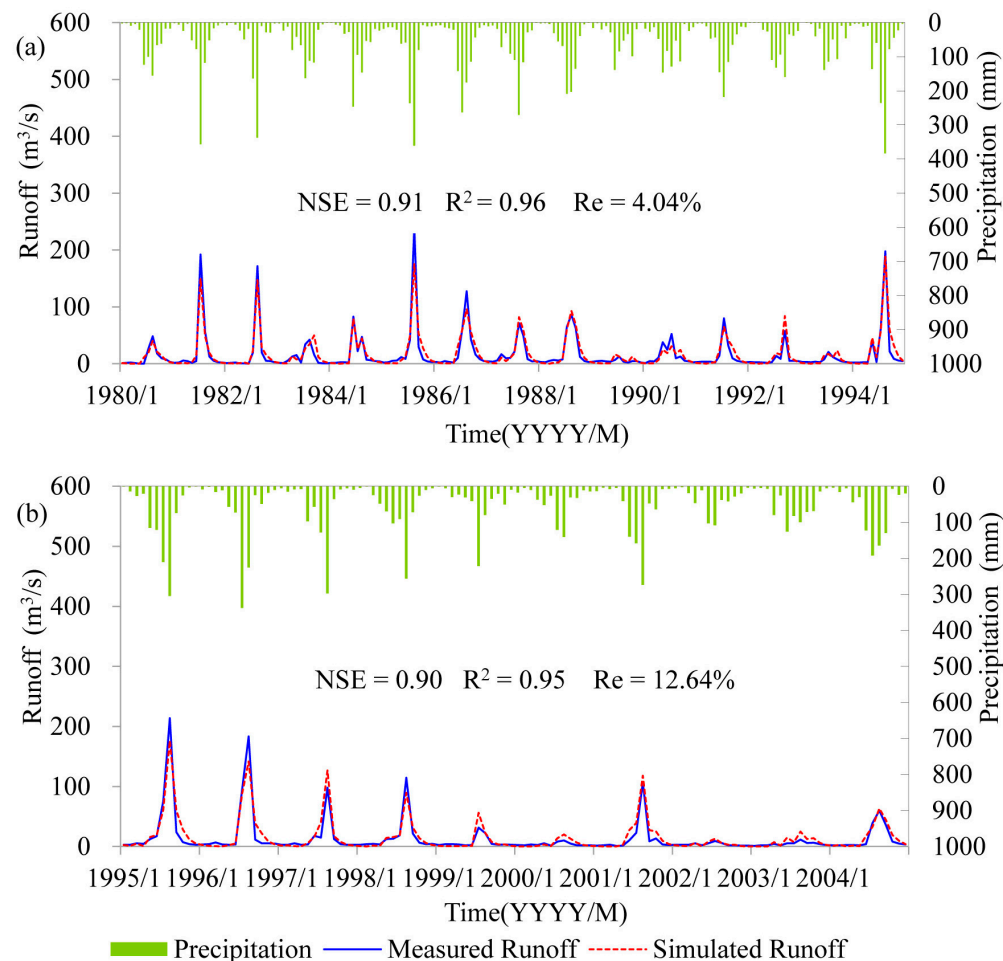 (a)
Runoff (m³/s)
600
500
400
300
200
100
0
NSE = 0.91 R² = 0.96 Re = 4.04%
0
100
200
300
400
500
600
700
800
900
1000
Precipitation (mm)
1980/1 1982/1 1984/1 1986/1 1988/1 1990/1 1992/1 1994/1
Time(YYYY/M)
(b)
Runoff (m³/s)
600
500
400
300
200
100
0
NSE = 0.90 R² = 0.95 Re = 12.64%
0
100
200
300
400
500
600
700
800
900
1000
Precipitation (mm)
1995/1 1996/1 1997/1 1998/1 1999/1 2000/1 2001/1 2002/1 2003/1 2004/1
Time(YYYY/M)
Precipitation Measured Runoff Simulated Runoff